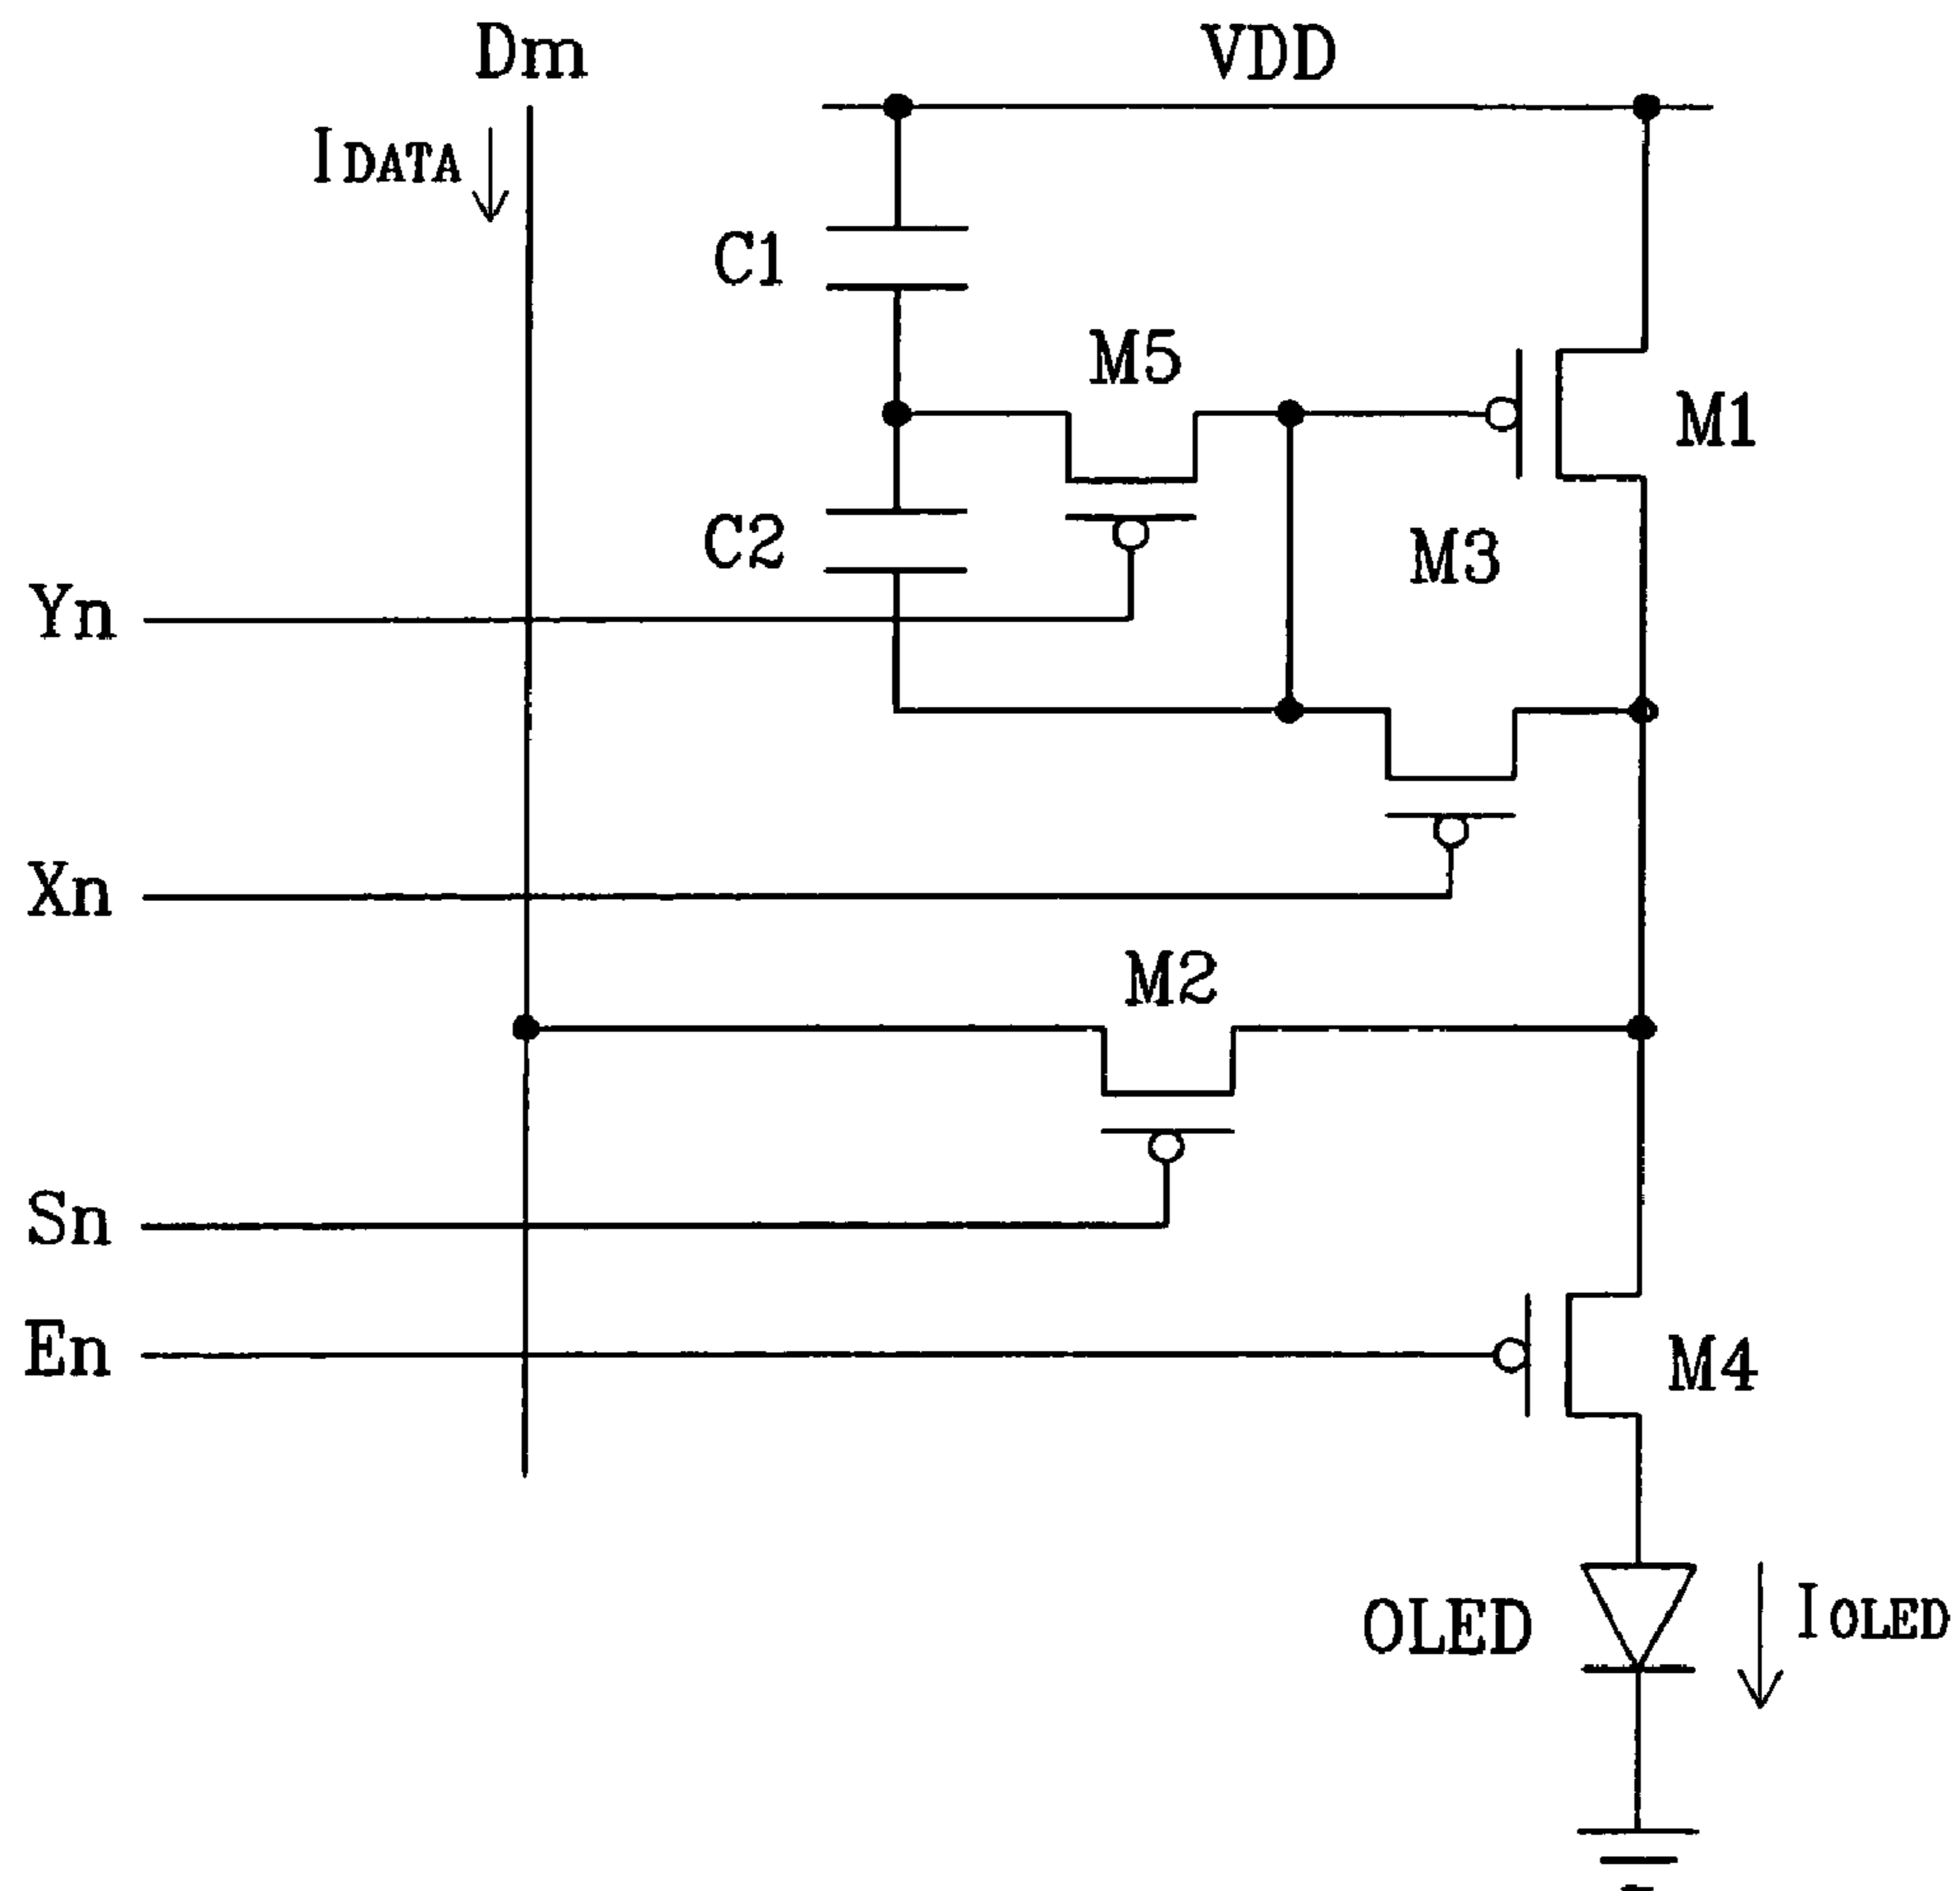 Dm
VDD
IDATA
C1
M5
M1
C2
M3
Yn
Xn
M2
Sn
En
M4
OLED
IOLED